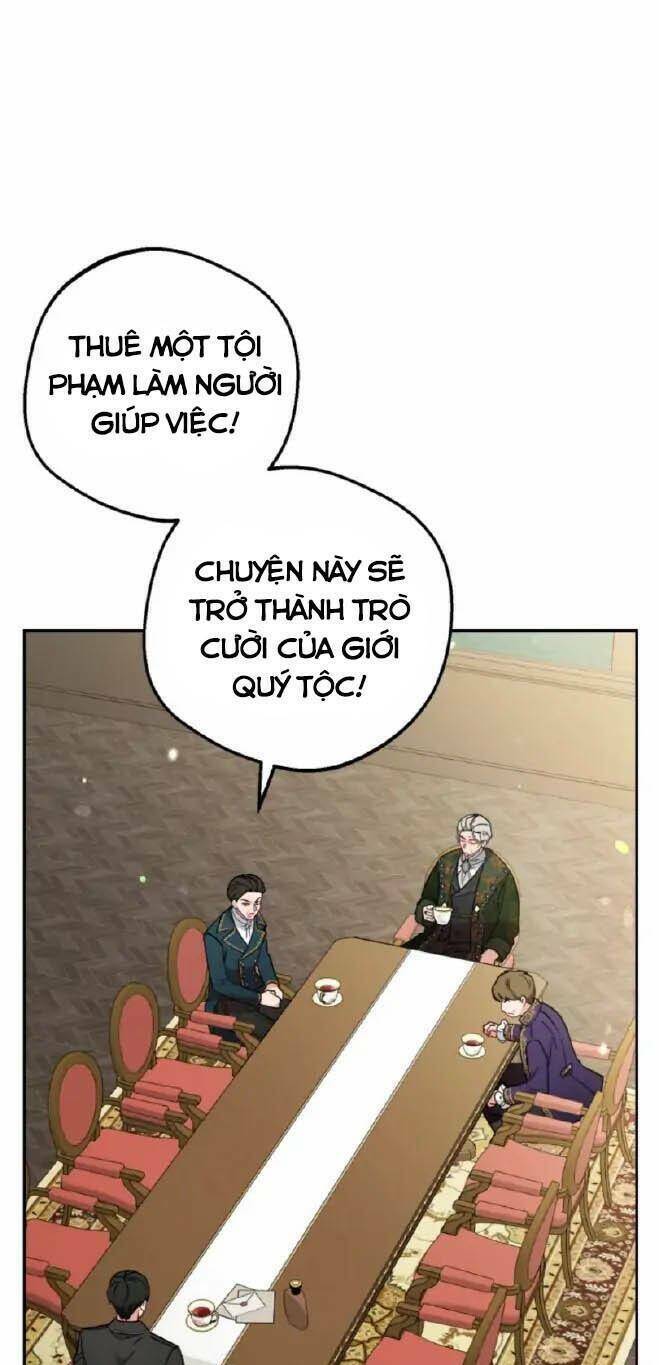 THUÊ MỘT TỘI
PHẠM LÀM NGƯỜI
GIÚP VIỆC!
CHUYỆN NÀY SẼ
TRỞ THÀNH TRÒ
CƯỜI CỦA GIỚI
QUÝ TỘC!